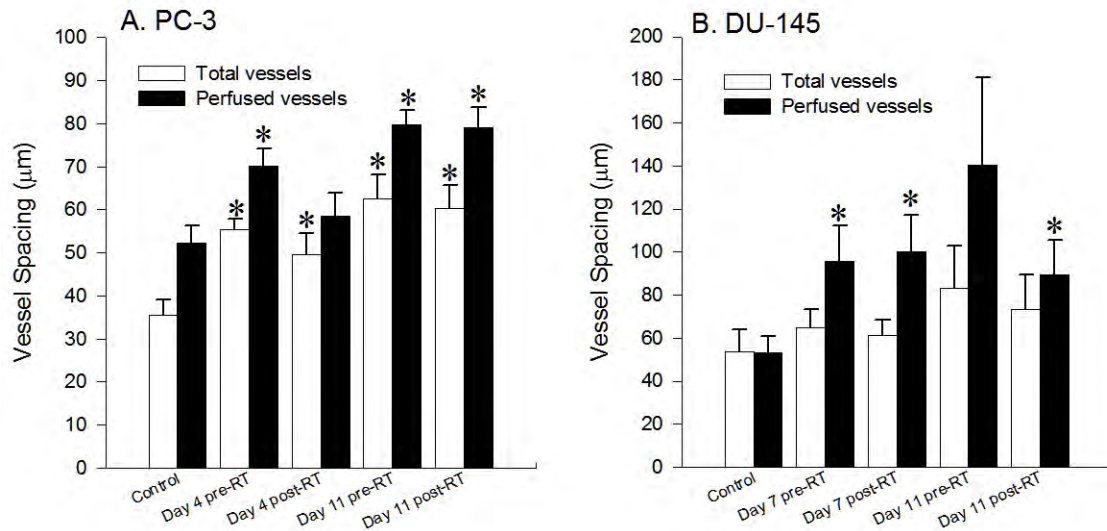 A. PC-3
100
90
80
70
60
50
40
30
20
10
0
Vessel Spacing (μm)
Total vessels
Perfused vessels
*
*
*
*
*
*
*
Control
Day 4 pre-RT
Day 4 post-RT
Day 11 pre-RT
Day 11 post-RT
B. DU-145
200
180
160
140
120
100
80
60
40
20
0
Vessel Spacing (μm)
Total vessels
Perfused vessels
*
*
*
Control
Day 7 pre-RT
Day 7 post-RT
Day 11 pre-RT
Day 11 post-RT